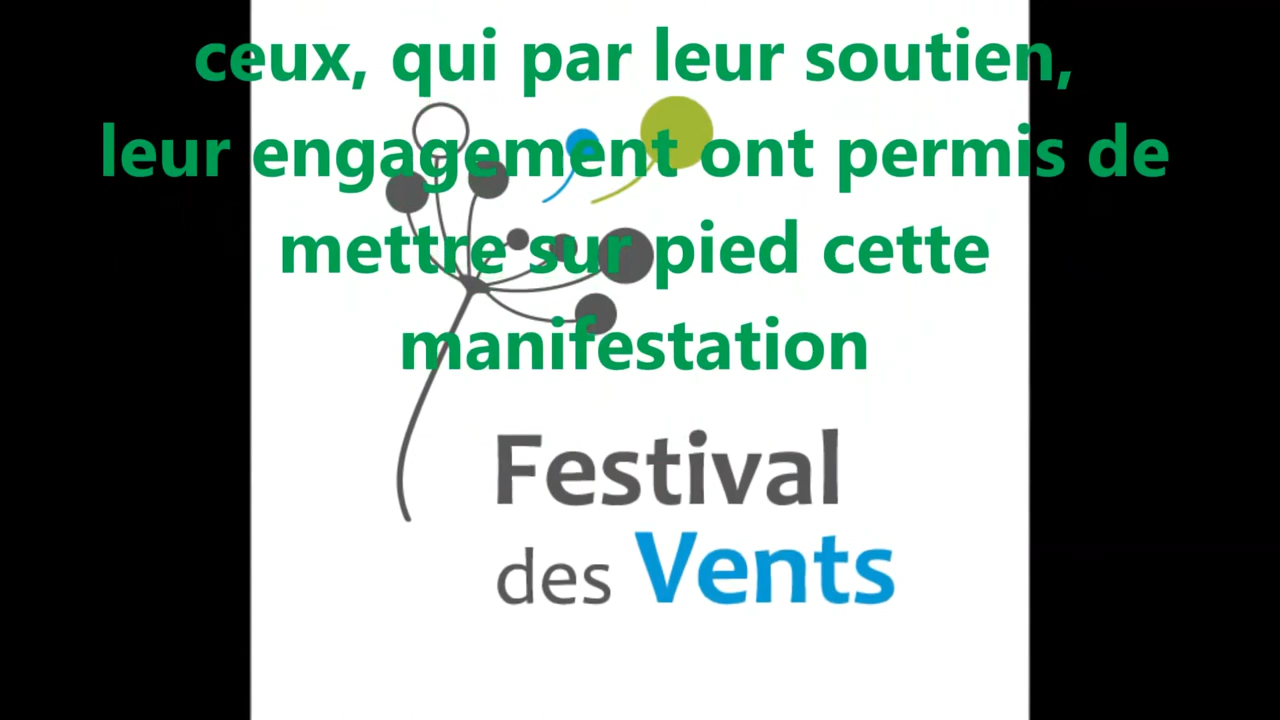 ceux, qui par leur soutien,
leur engagement ont permis de
mettre sur pied cette
manifestation
Festival
des Vents